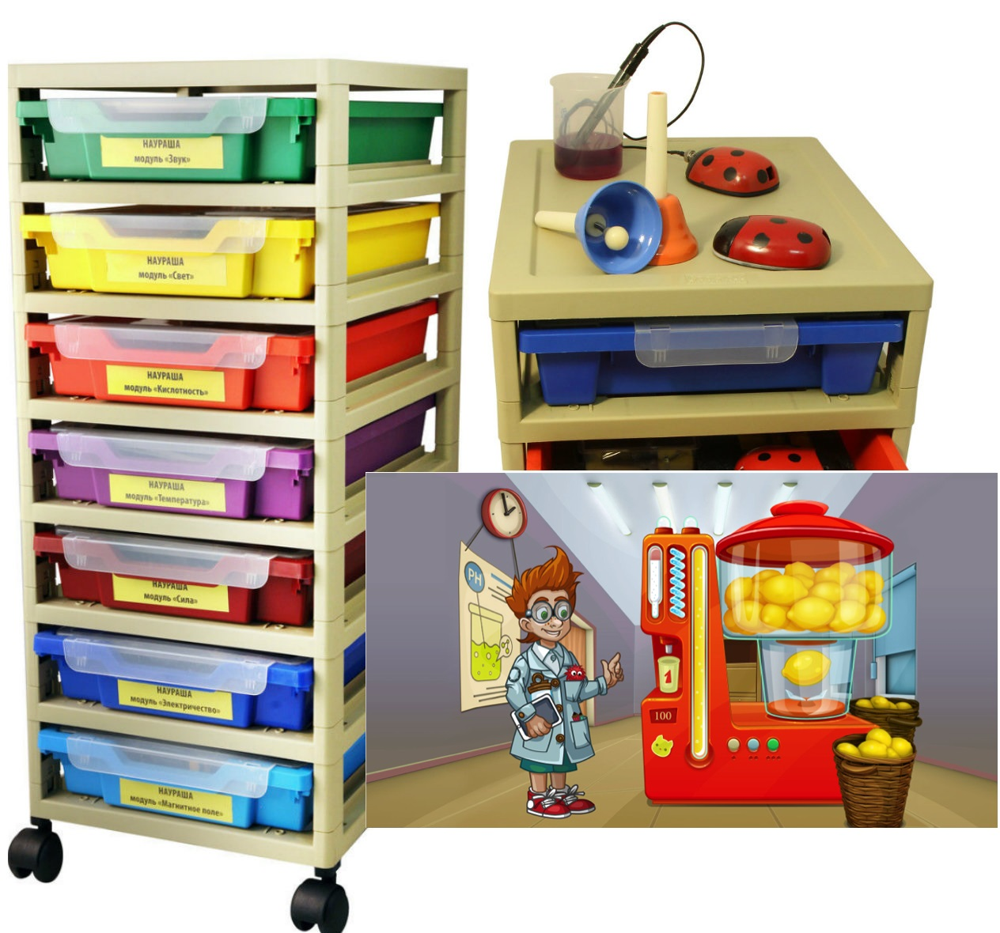 НАУРАША
модуль «Звук»
НАУРАША
модуль «Свет»
НАУРАША
модуль «Кислотность»
НАУРАША
модуль «Температура»
НАУРАША
модуль «Сила»
НАУРАША
модуль «Электричество»
НАУРАША
модуль «Магнитное поле»
PH
1
100